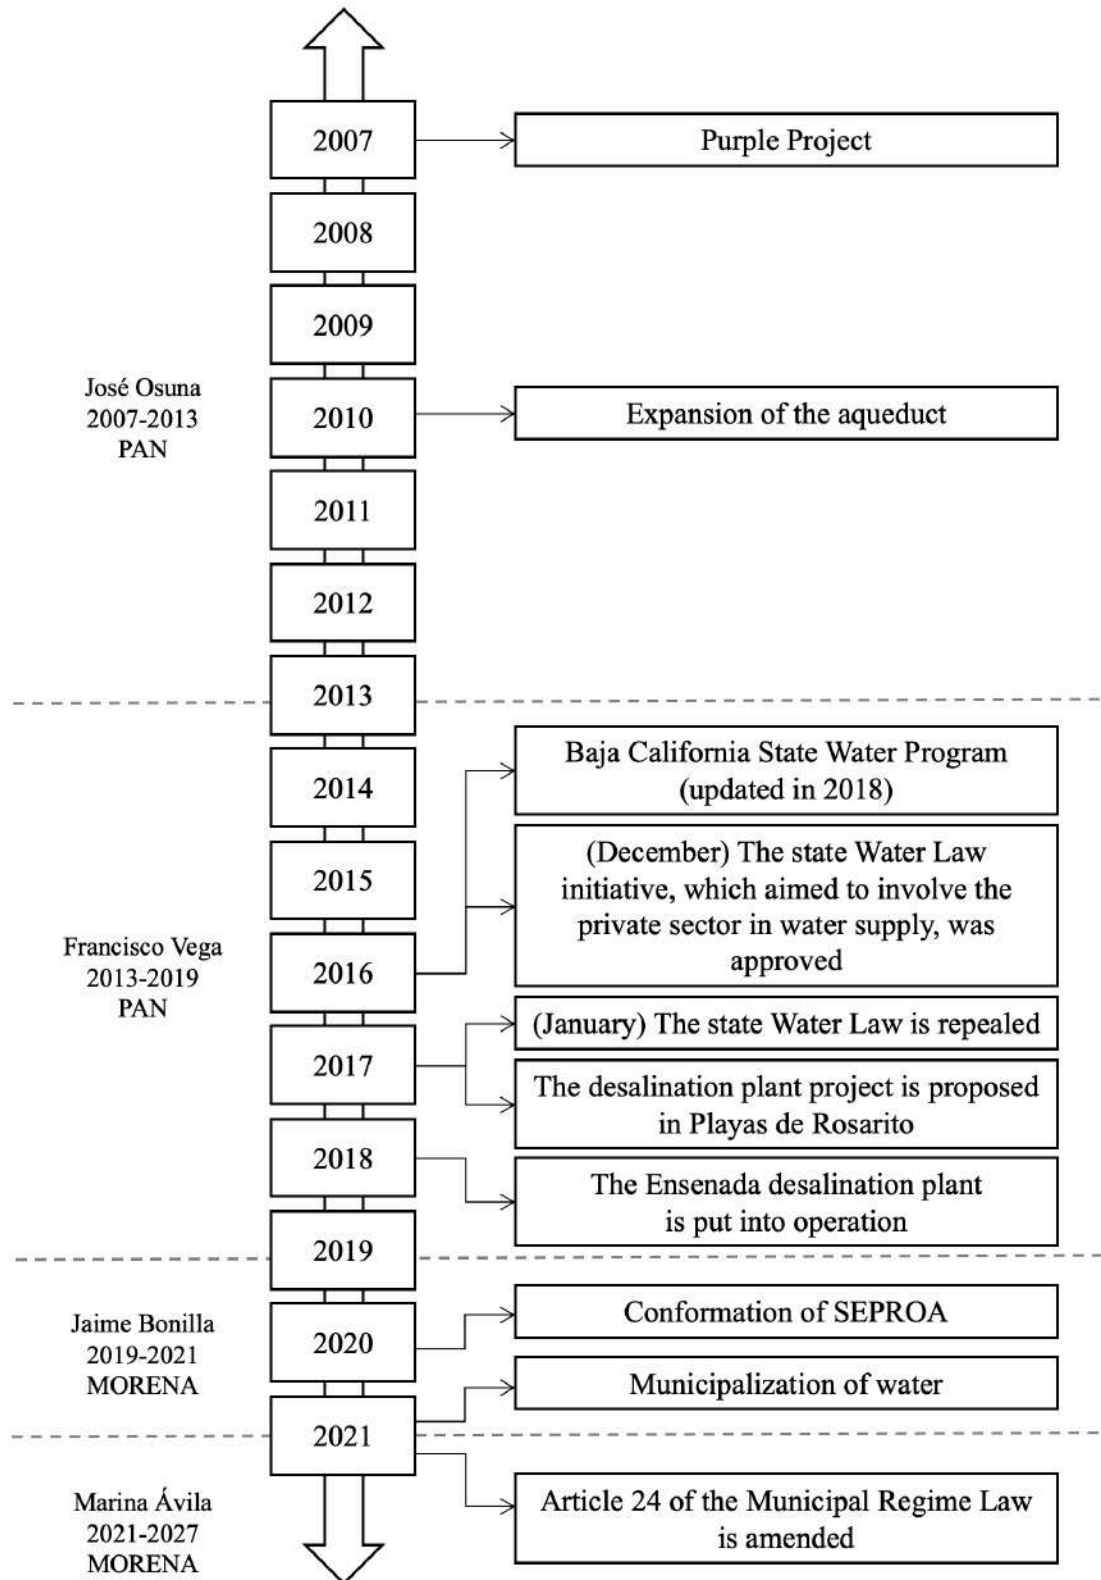 2007
Purple Project
2008
2009
José Osuna
2007-2013
PAN
2010
Expansion of the aqueduct
2011
2012
2013
2014
Baja California State Water Program
(updated in 2018)
2015
(December) The state Water Law
initiative, which aimed to involve the
private sector in water supply, was
approved
Francisco Vega
2013-2019
PAN
2016
2017
(January) The state Water Law is repealed
The desalination plant project is proposed
in Playas de Rosarito
2018
The Ensenada desalination plant
is put into operation
2019
Jaime Bonilla
2019-2021
MORENA
2020
Conformation of SEPROA
Municipalization of water
2021
Marina Ávila
2021-2027
MORENA
Article 24 of the Municipal Regime Law
is amended